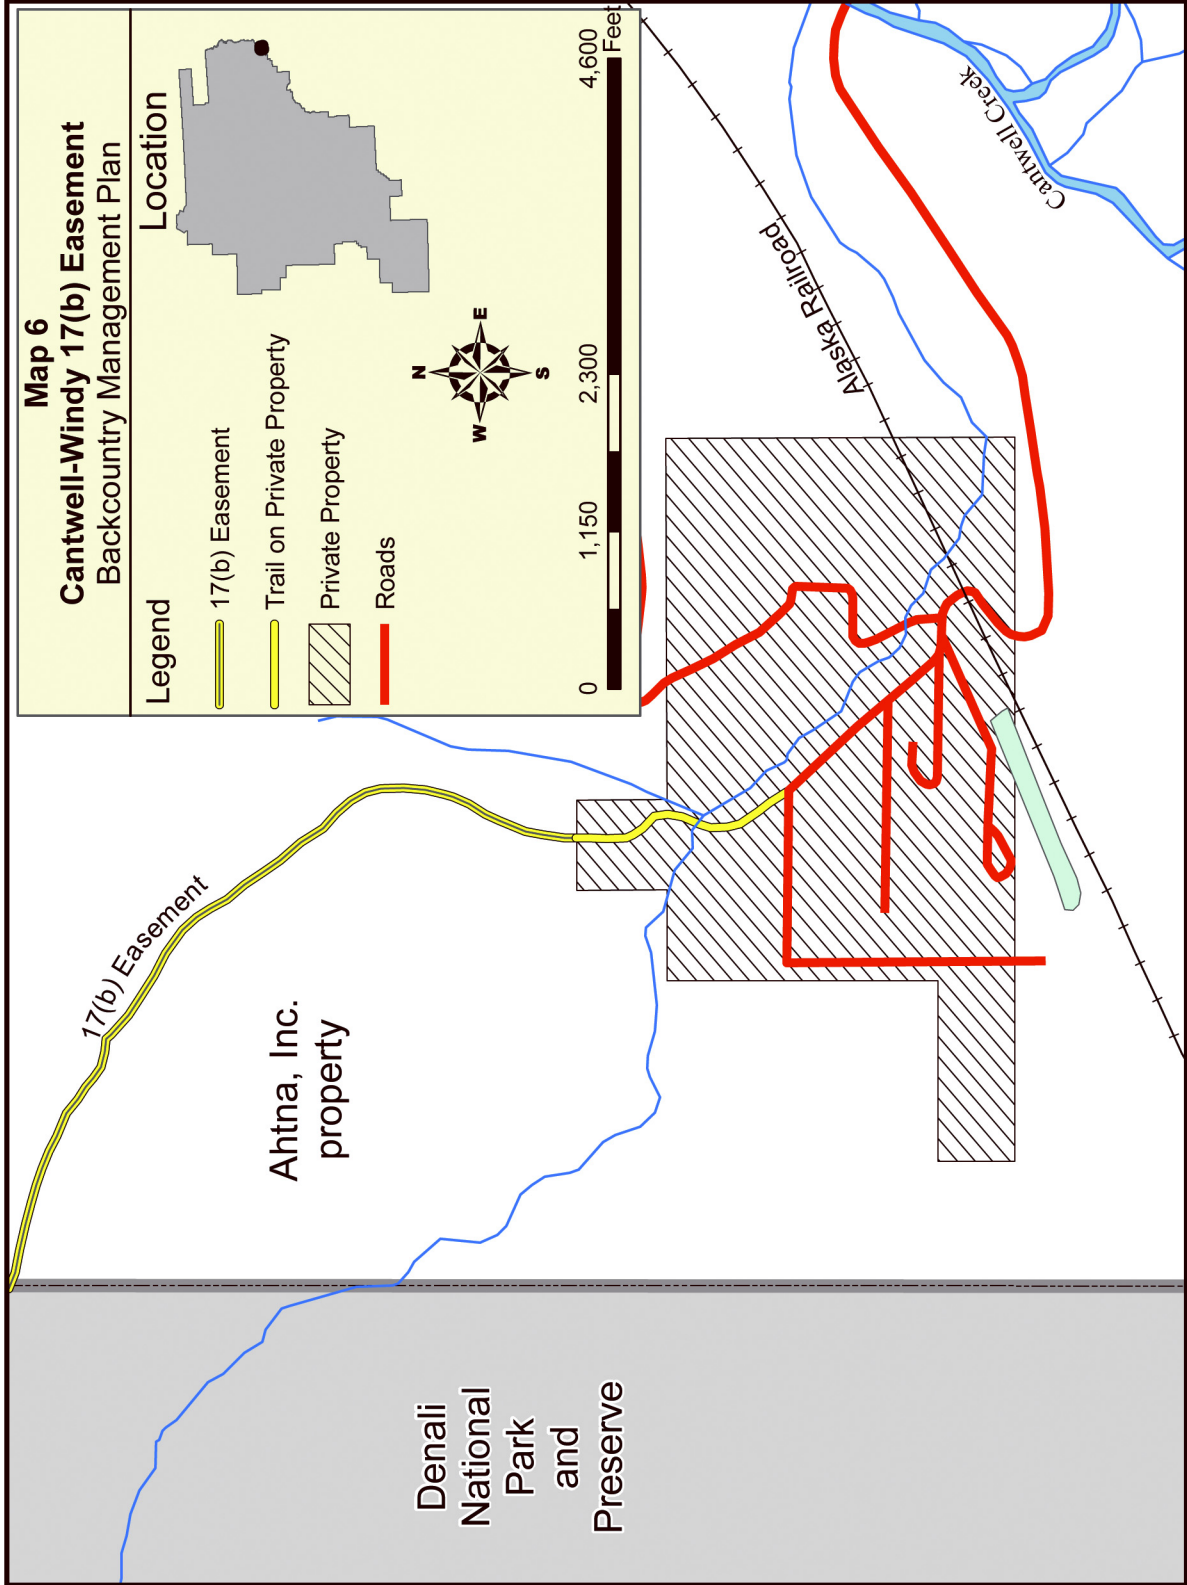 Map 6
Cantwell-Windy 17(b) Easement
Backcountry Management Plan
Legend
17(b) Easement
Trail on Private Property
Private Property
Roads
Location
N
W
E
S
0
1,150
2,300
4,600
Feet
17(b) Easement
Ahtna, Inc.
property
Denali
National
Park
and
Preserve
Alaska Railroad
Cantwell Creek